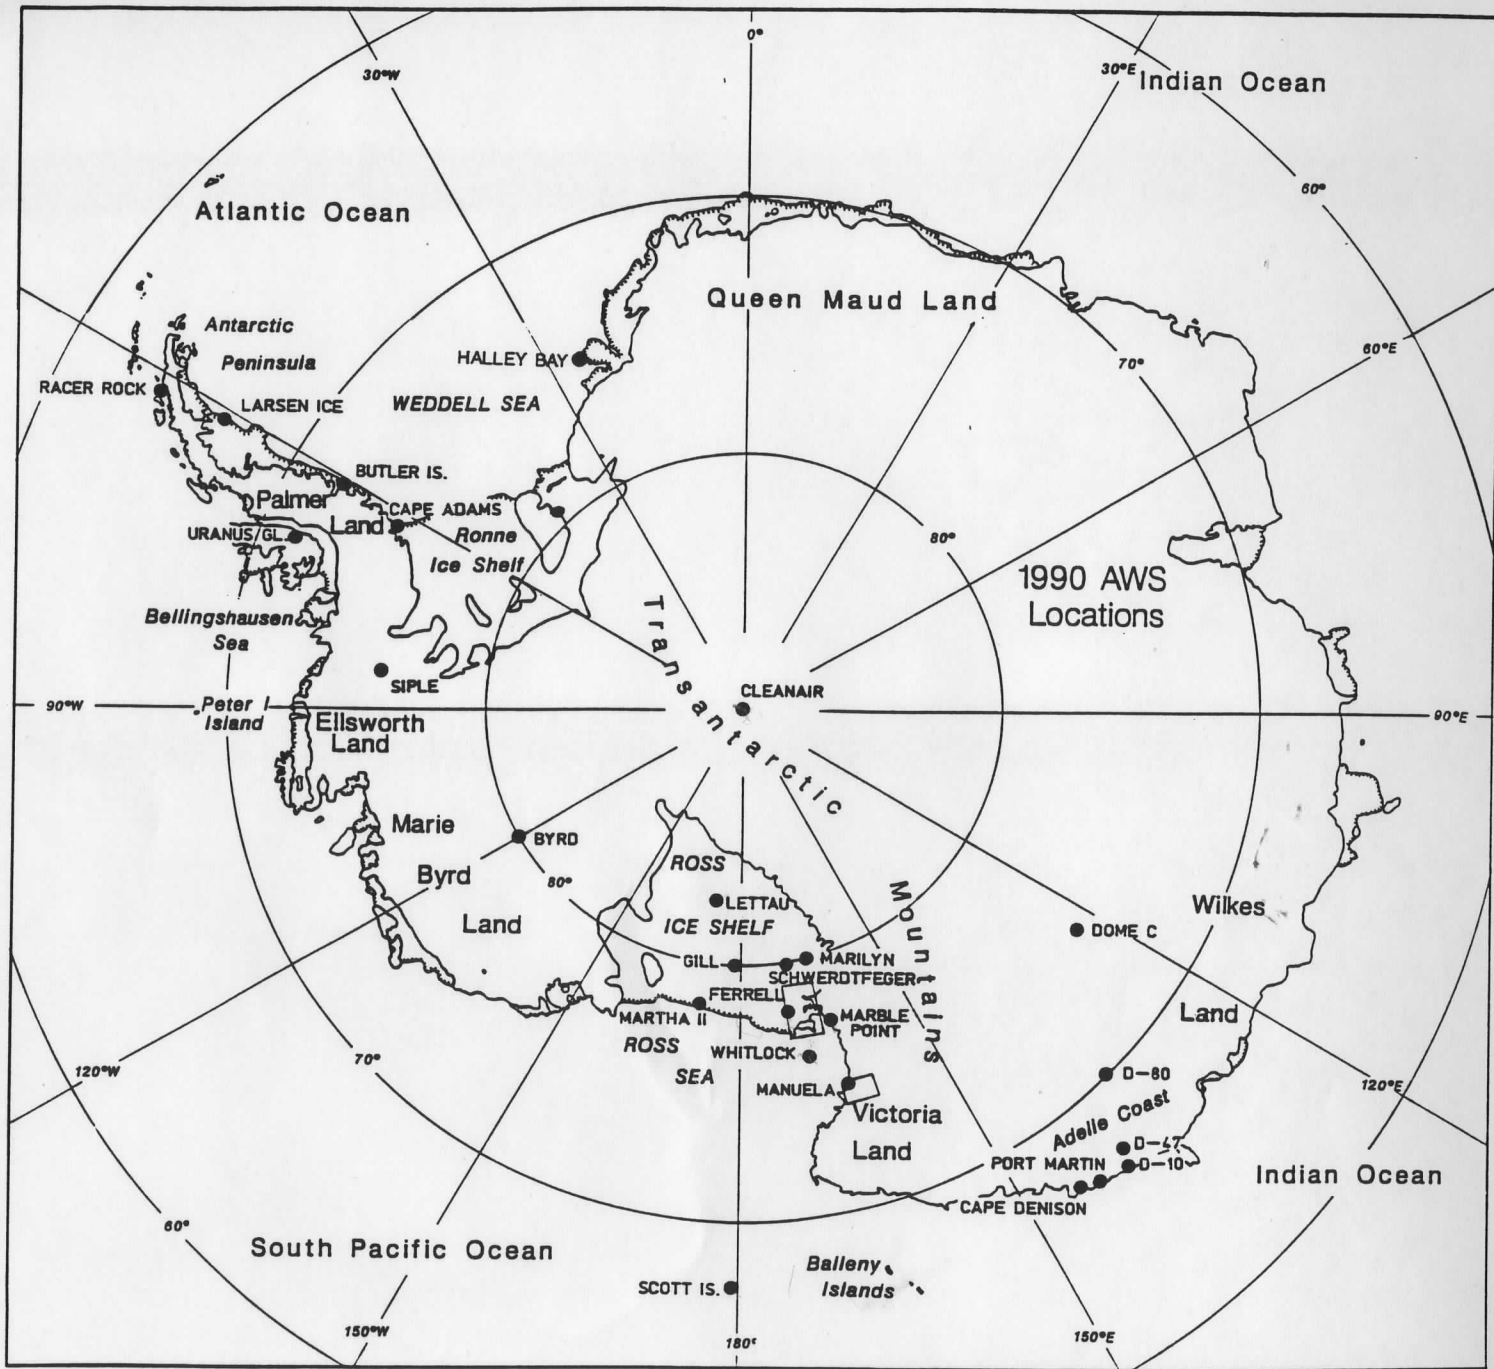 0°
30°W
30°E
Indian Ocean
60°
Atlantic Ocean
Queen Maud Land
Antarctic
Peninsula
60°E
HALLEY BAY
70°
RACER ROCK
WEDDELL SEA
LARSEN ICE
BUTLER IS.
Palmer
Land
CAPE ADAMS
URANUS GL.
Ronne
Ice Shelf
80°
1990 AWS
Locations
Bellingshausen
Sea
Transantarctic
SIPLE
CLEANAIR
90°W
Peter I
Island
Ellsworth
Land
90°E
Marie
Byrd
Land
BYRD
80°
ROSS
ICE SHELF
LETTAU
Mountains
Wilkes
Land
DOME C
GILL
MARILYN
SCHWERDTFEGER
FERRELL
MARTHA II
MARBLE
POINT
ROSS
SEA
WHITLOCK
70°
120°W
MANUELA
D-80
120°E
Victoria
Land
Adelie Coast
D-47
PORT MARTIN
D-10
CAPE DENISON
Indian Ocean
60°
South Pacific Ocean
Balleny
Islands
SCOTT IS.
150°W
180°
150°E